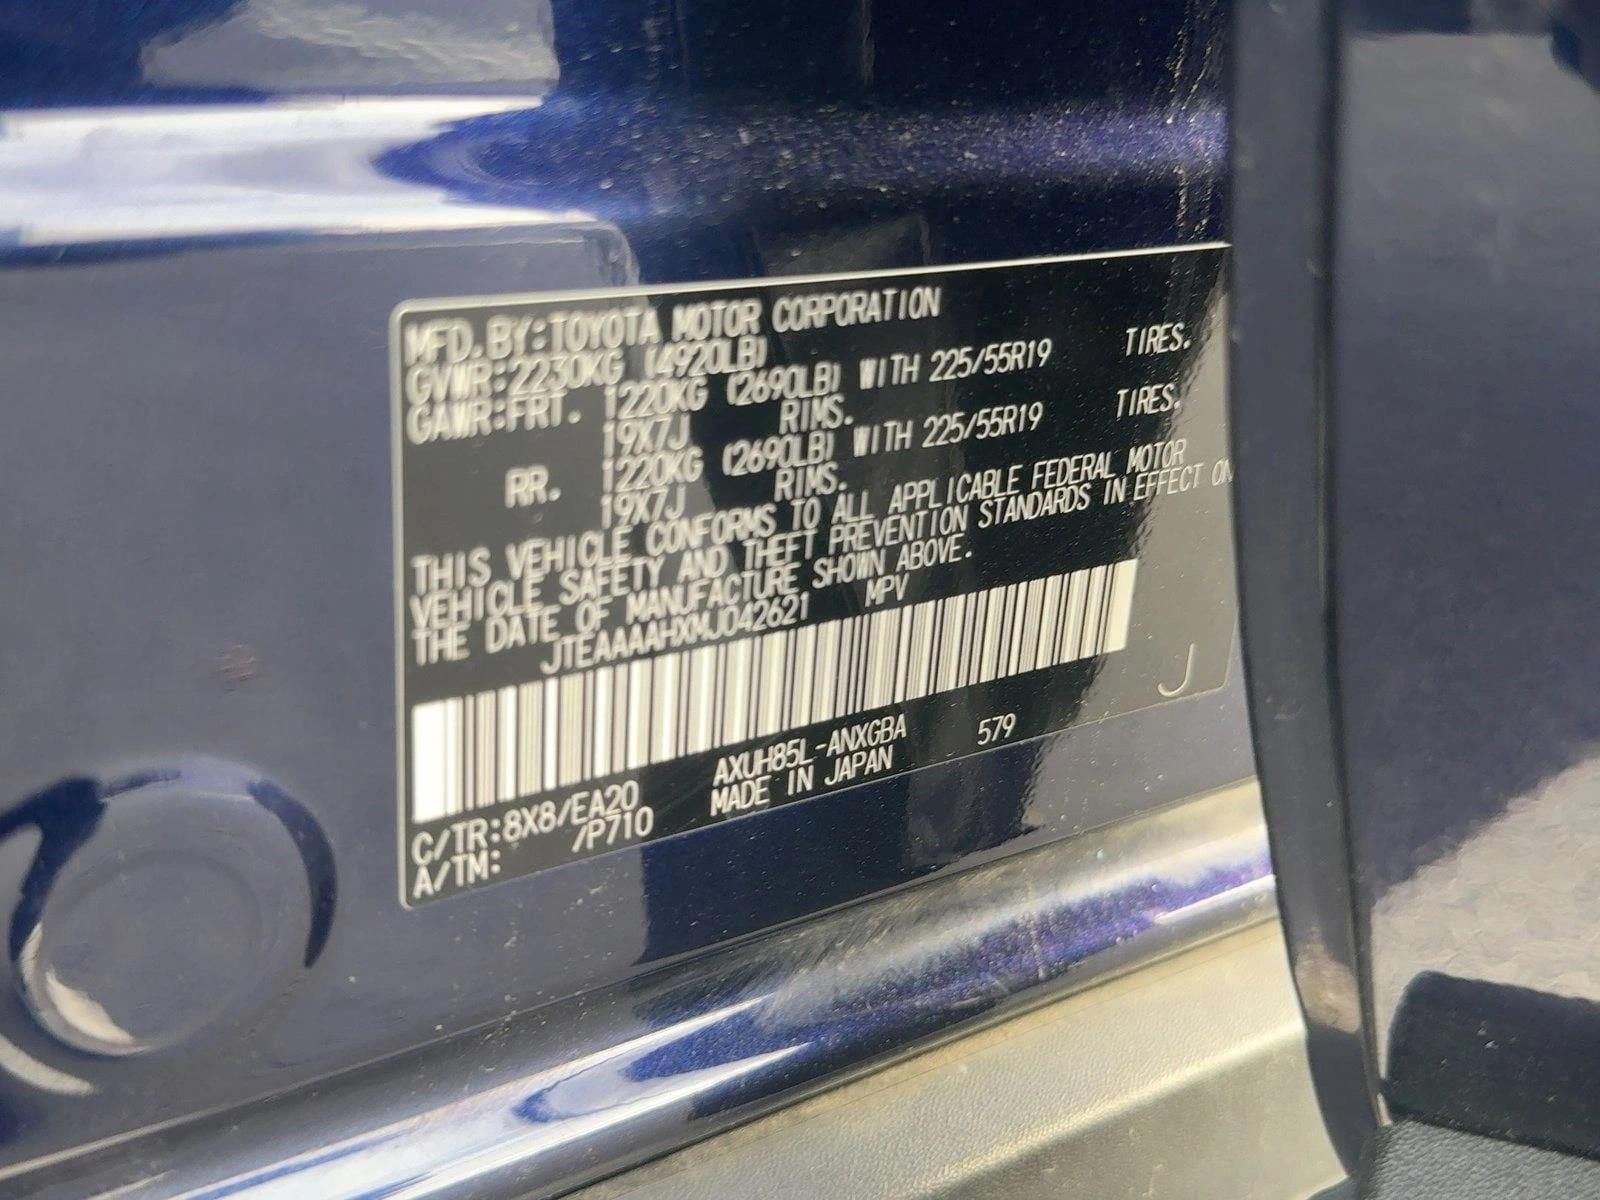 MFD. BY: TOYOTA MOTOR CORPORATION
GVWR: 2230KG (4920LB)
GAWR: FRT. 1220KG (2690LB) WITH 225/55R19 TIRES.
19X7J RIMS.
RR. 1220KG (2690LB) WITH 225/55R19 TIRES.
19X7J RIMS.
THIS VEHICLE CONFORMS TO ALL APPLICABLE FEDERAL MOTOR
VEHICLE SAFETY AND THEFT PREVENTION STANDARDS IN EFFECT ON
THE DATE OF MANUFACTURE SHOWN ABOVE.
JTEAAAAHXMJ042621 MPV
J
AXUH85L-ANXGBA 579
C/TR: 8X8/EA20 MADE IN JAPAN
A/TM: /P710